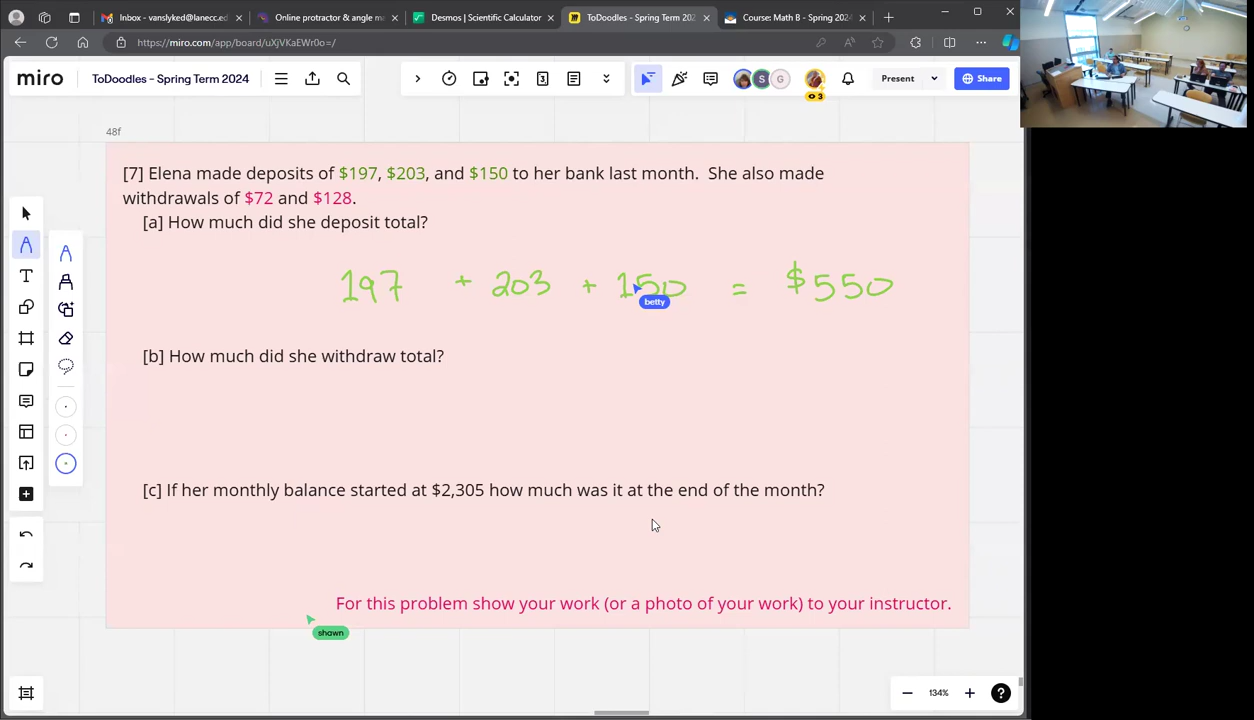 Inbox - vanslyked@lanecc.ed
Online protractor & angle m
Desmos | Scientific Calculator
ToDoodles - Spring Term 202
Course: Math B - Spring 202
https://miro.com/app/board/uXjVKaEWr0o=/
miro
ToDoodles - Spring Term 2024
3
S
G
3
Present
Share
48f
[7] Elena made deposits of $197, $203, and $150 to her bank last month. She also made
withdrawals of $72 and $128.
[a] How much did she deposit total?
197 + 203 + 150 = $550
betty
[b] How much did she withdraw total?
[c] If her monthly balance started at $2,305 how much was it at the end of the month?
For this problem show your work (or a photo of your work) to your instructor.
shawn
134%
?